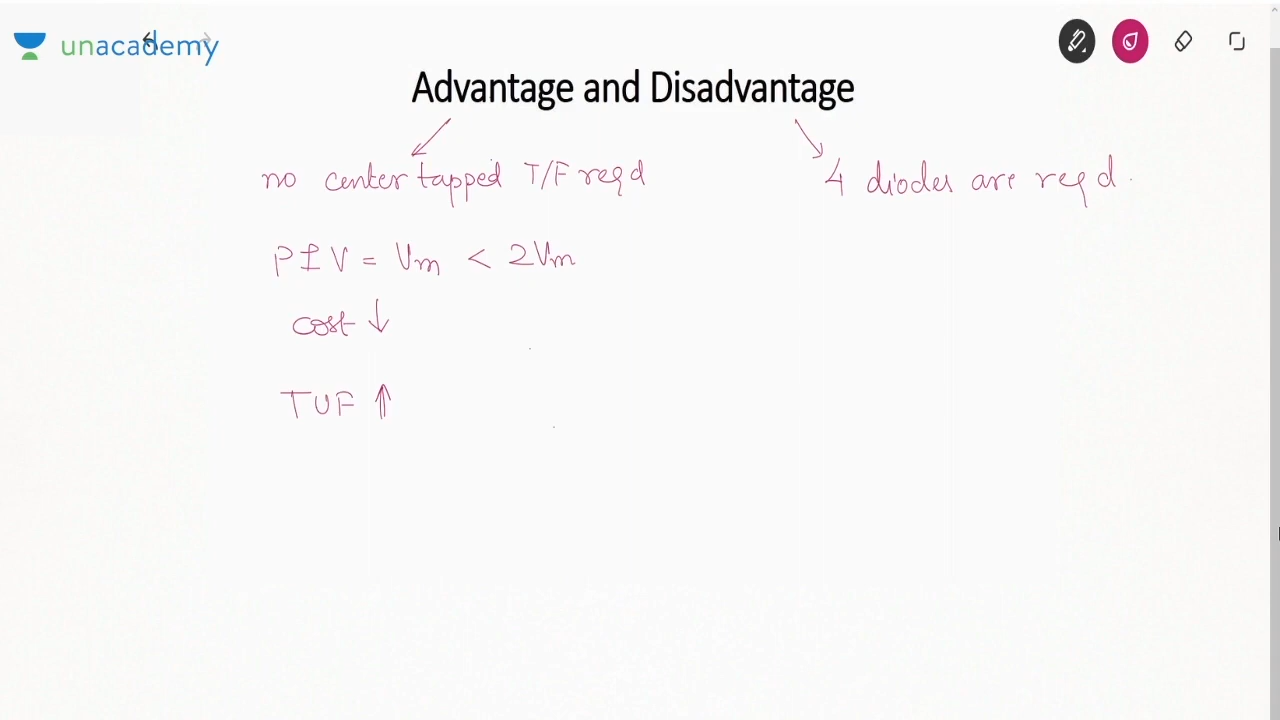 unacademy
Advantage and Disadvantage
no center tapped T/F reqd
4 diodes are reqd.
PIV = Vm < 2Vm
cost ↓
TUF ↑